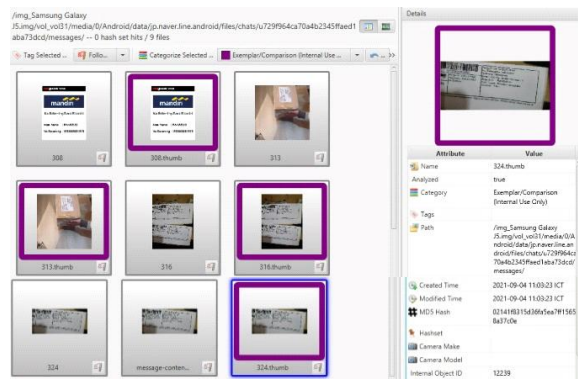 /img_Samsung Galaxy
J5.img/vol_vol31/media/0/Android/data/jp.naver.line.android/files/chats/u729f964ca70a4b2345ffaed1
aba73dcd/messages/ -- 0 hash set hits / 9 files
Tag Selected ... Follo... Categorize Selected ... Exemplar/Comparison (Internal Use ...
mandiri
308
mandiri
308.thumb
313
313.thumb
316
316.thumb
324
message-conten...
324.thumb
Details
Attribute Value
Name 324.thumb
Analyzed true
Category Exemplar/Comparison
(Internal Use Only)
Tags
Path /img_Samsung Galaxy
J5.img/vol_vol31/media/0/A
ndroid/data/jp.naver.line.an
droid/files/chats/u729f964ca
70a4b2345ffaed1aba73dcd/
messages/
Created Time 2021-09-04 11:03:23 ICT
Modified Time 2021-09-04 11:03:23 ICT
MD5 Hash
8a37c0e
Hashset
Camera Make
Camera Model
Internal Object ID 12239